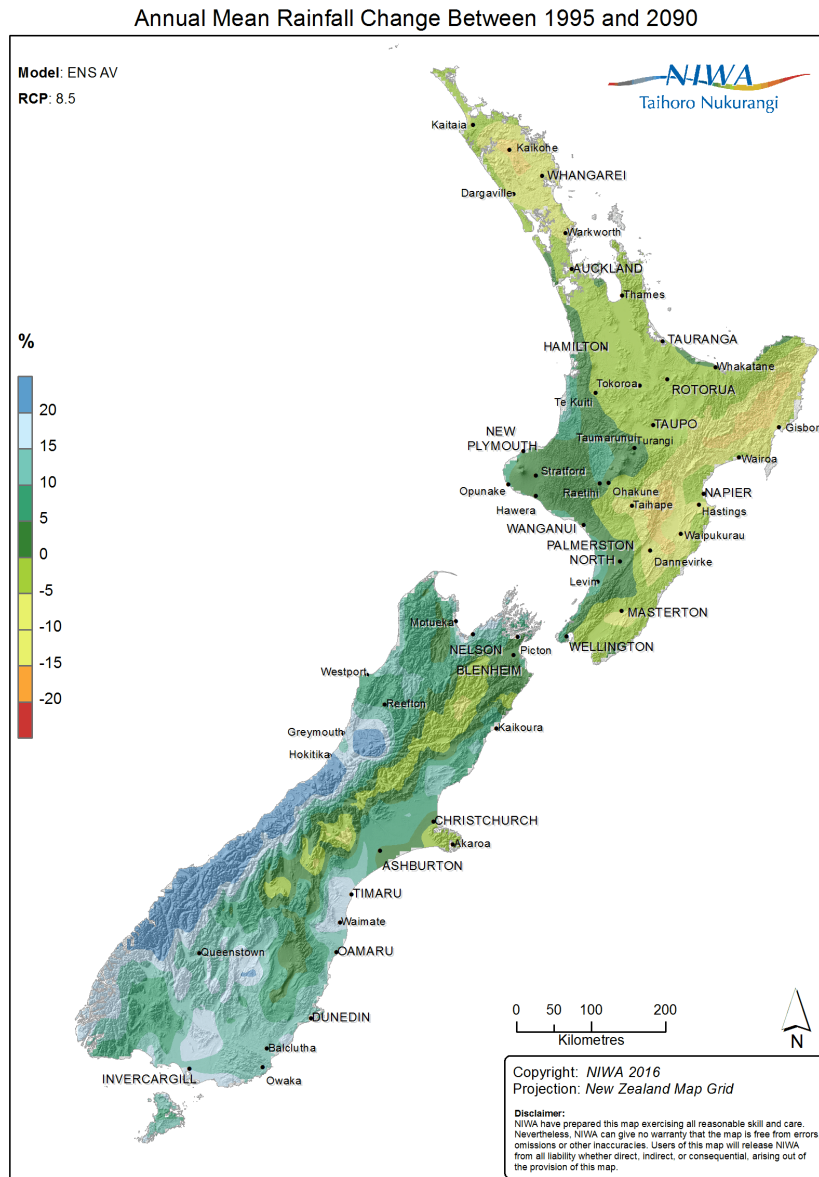 Annual Mean Rainfall Change Between 1995 and 2090
Model: ENS AV
RCP: 8.5
NIWA
Taihoro Nukurangi
Kaitaia
Kaikohe
WHANGAREI
Dargaville
Warkworth
AUCKLAND
Thames
%
20
15
10
5
0
-5
-10
-15
-20
HAMILTON
TAURANGA
Whakatane
Tokoroa
ROTORUA
Te Kuiti
TAUPO
Gisbor
NEW
PLYMOUTH
Taumarunui
Turangi
Wairoa
Stratford
Opunake
Raetihi
Ohakune
NAPIER
Hawera
Taihape
Hastings
WANGANUI
Waipukurau
PALMERSTON
NORTH
Dannevirke
Levin
MASTERTON
Motueka
WELLINGTON
NELSON
Picton
BLENHEIM
Westport
Reefton
Kaikoura
Greymouth
Hokitika
CHRISTCHURCH
Akaroa
ASHBURTON
TIMARU
Waimate
Queenstown
OAMARU
DUNEDIN
Balclutha
INVERCARGILL
Owaka
0 50 100 200
Kilometres
N
Copyright: NIWA 2016
Projection: New Zealand Map Grid
Disclaimer:
NIWA have prepared this map exercising all reasonable skill and care.
Nevertheless, NIWA can give no warranty that the map is free from errors,
omissions or other inaccuracies. Users of this map will release NIWA
from all liability whether direct, indirect, or consequential, arising out of
the provision of this map.